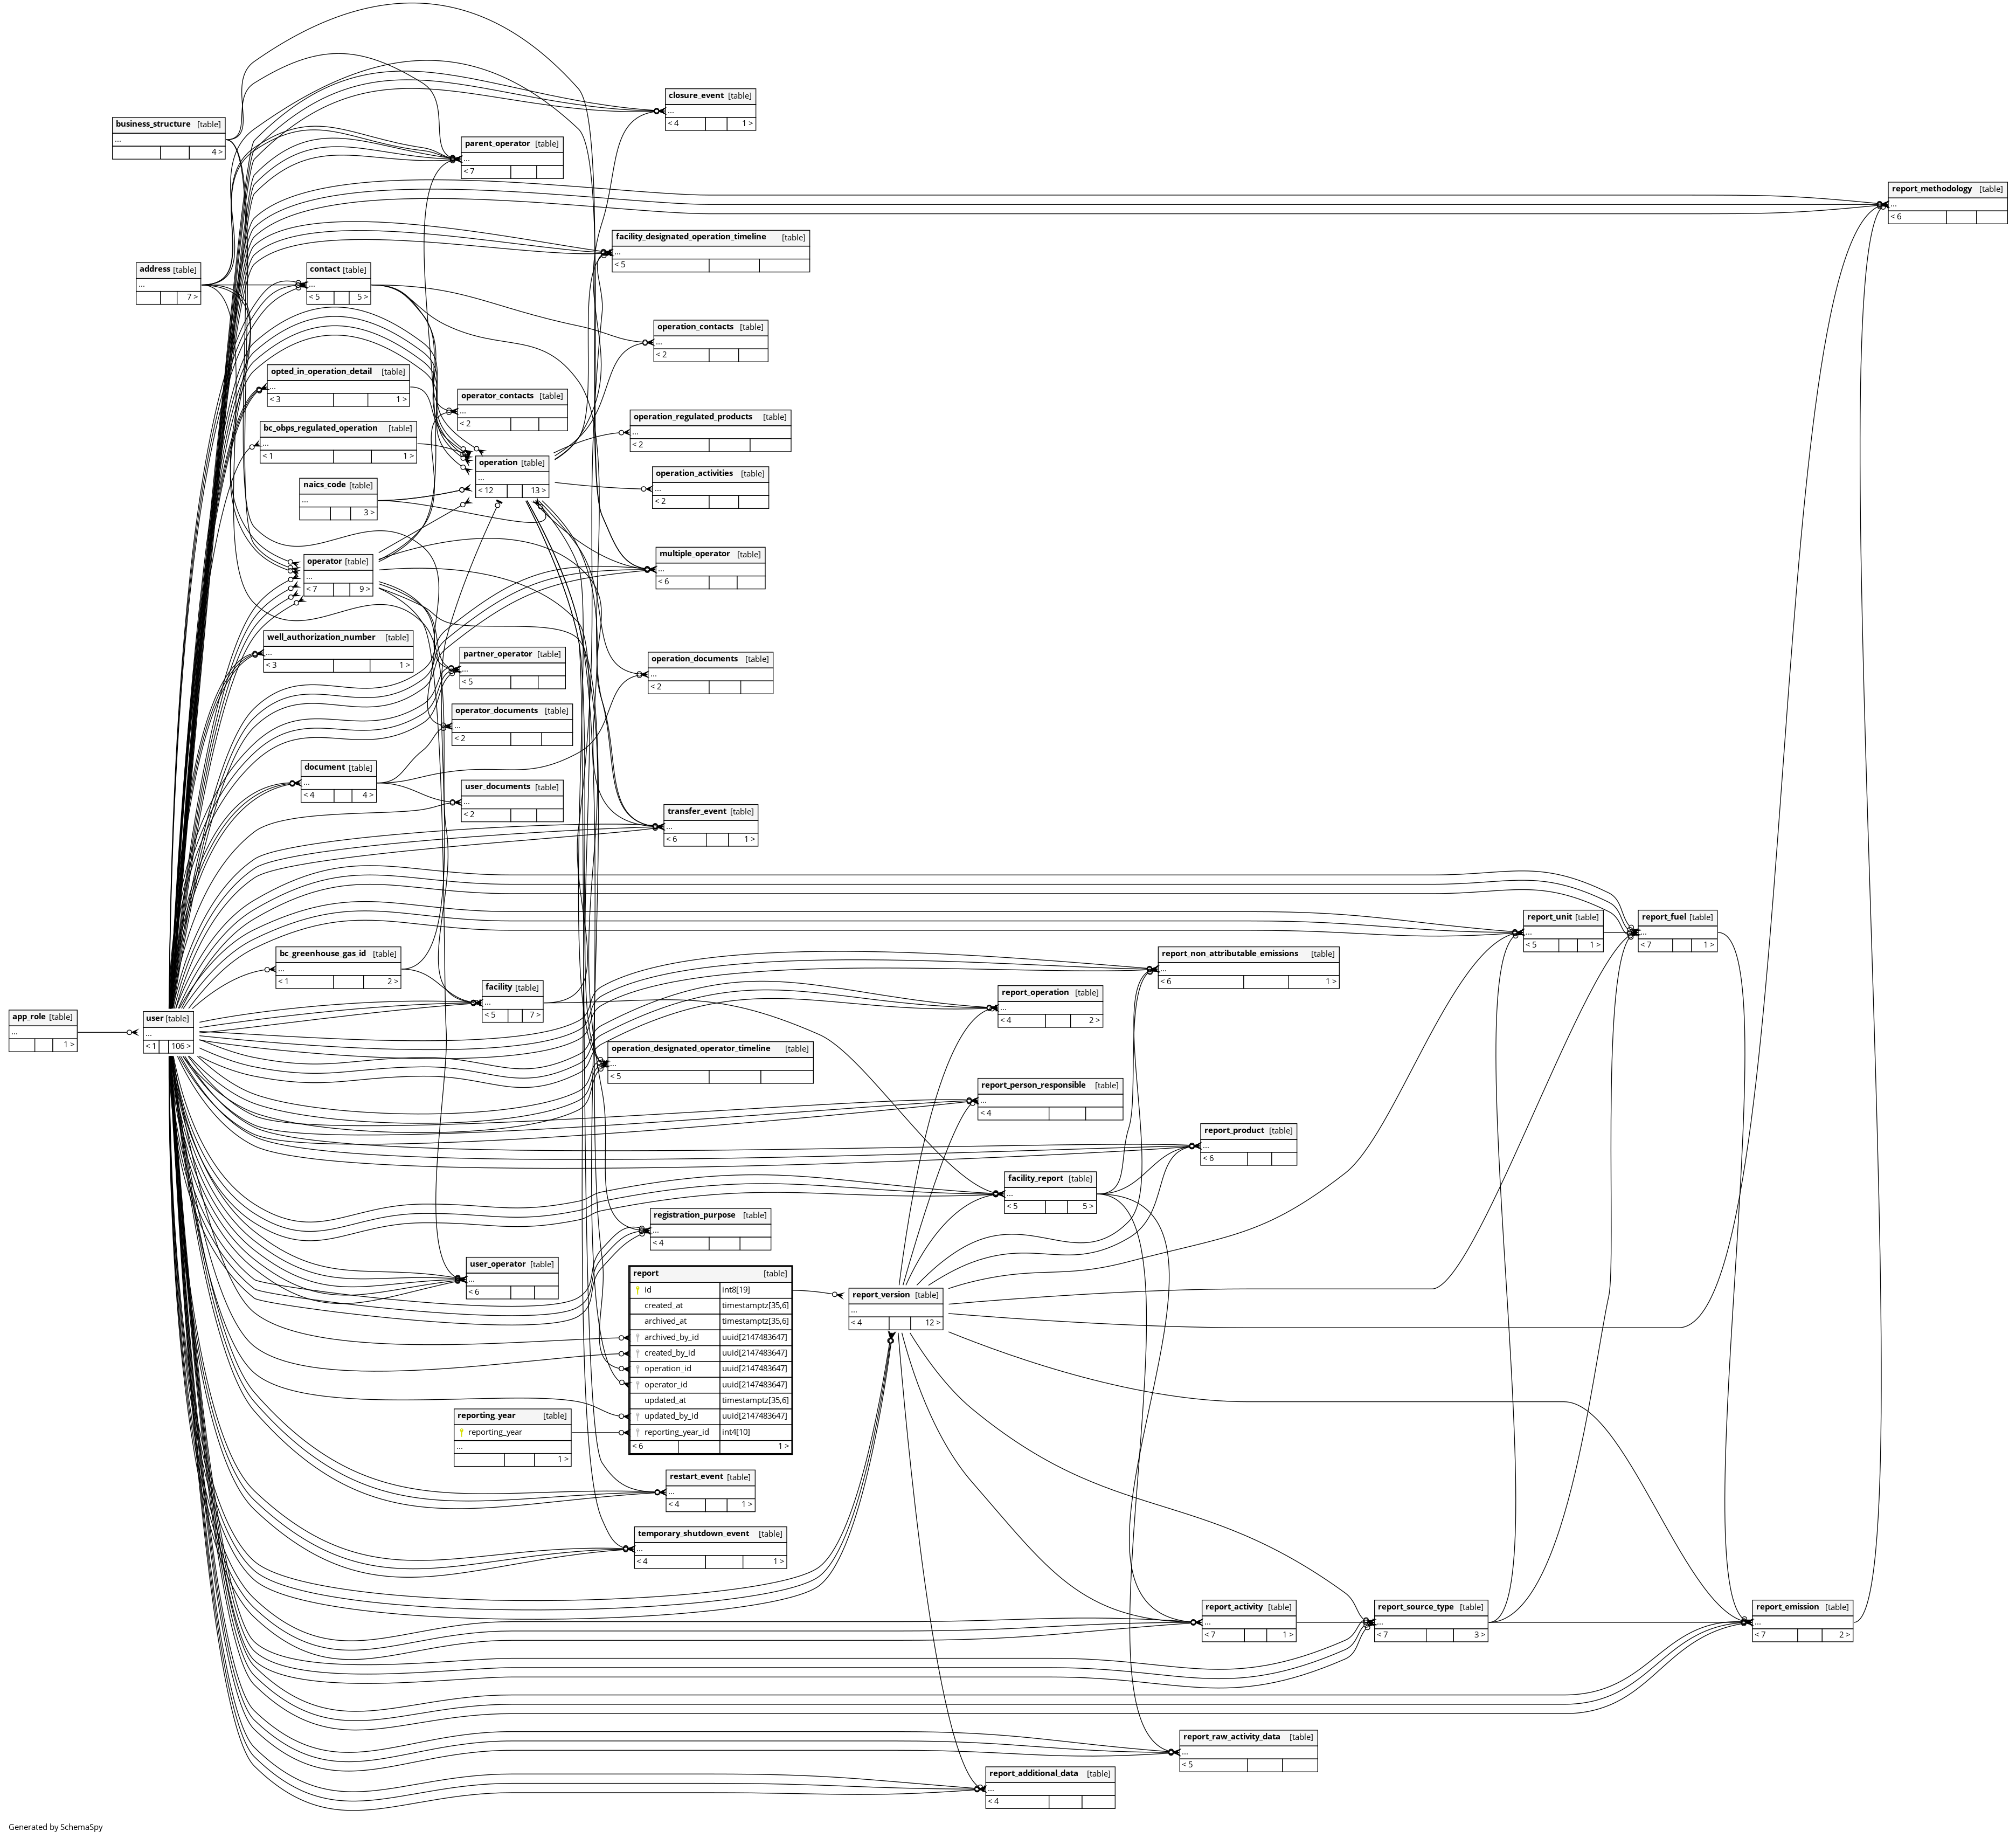 closure_event [table]
...
< 4 1 >
business_structure [table]
...
4 >
parent_operator [table]
...
< 7
report_methodology [table]
...
< 6
facility_designated_operation_timeline [table]
...
< 5
address [table]
...
7 >
contact [table]
...
< 5 5 >
operation_contacts [table]
...
< 2
opted_in_operation_detail [table]
...
< 3 1 >
operator_contacts [table]
...
< 2
operation_regulated_products [table]
...
< 2
bc_obps_regulated_operation [table]
...
< 1 1 >
operation [table]
...
< 12 13 >
operation_activities [table]
...
< 2
naics_code [table]
...
3 >
multiple_operator [table]
...
< 6
operator [table]
...
< 7 9 >
well_authorization_number [table]
...
< 3 1 >
partner_operator [table]
...
< 5
operation_documents [table]
...
< 2
operator_documents [table]
...
< 2
document [table]
...
< 4 4 >
user_documents [table]
...
< 2
transfer_event [table]
...
< 6 1 >
report_unit [table]
...
< 5 1 >
report_fuel [table]
...
< 7 1 >
bc_greenhouse_gas_id [table]
...
< 1 2 >
report_non_attributable_emissions [table]
...
< 6 1 >
facility [table]
...
< 5 7 >
report_operation [table]
...
< 4 2 >
app_role [table]
...
1 >
user [table]
...
< 1 106 >
operation_designated_operator_timeline [table]
...
< 5
report_person_responsible [table]
...
< 4
report_product [table]
...
< 6
facility_report [table]
...
< 5 5 >
registration_purpose [table]
...
< 4
user_operator [table]
...
< 6
report [table]
id int8[19]
created_at timestamptz[35,6]
archived_at timestamptz[35,6]
archived_by_id uuid[2147483647]
created_by_id uuid[2147483647]
operation_id uuid[2147483647]
operator_id uuid[2147483647]
updated_at timestamptz[35,6]
updated_by_id uuid[2147483647]
reporting_year_id int4[10]
< 6 1 >
report_version [table]
...
< 4 12 >
reporting_year [table]
reporting_year
...
1 >
restart_event [table]
...
< 4 1 >
temporary_shutdown_event [table]
...
< 4 1 >
report_activity [table]
...
< 7 1 >
report_source_type [table]
...
< 7 3 >
report_emission [table]
...
< 7 2 >
report_raw_activity_data [table]
...
< 5
report_additional_data [table]
...
< 4
Generated by SchemaSpy